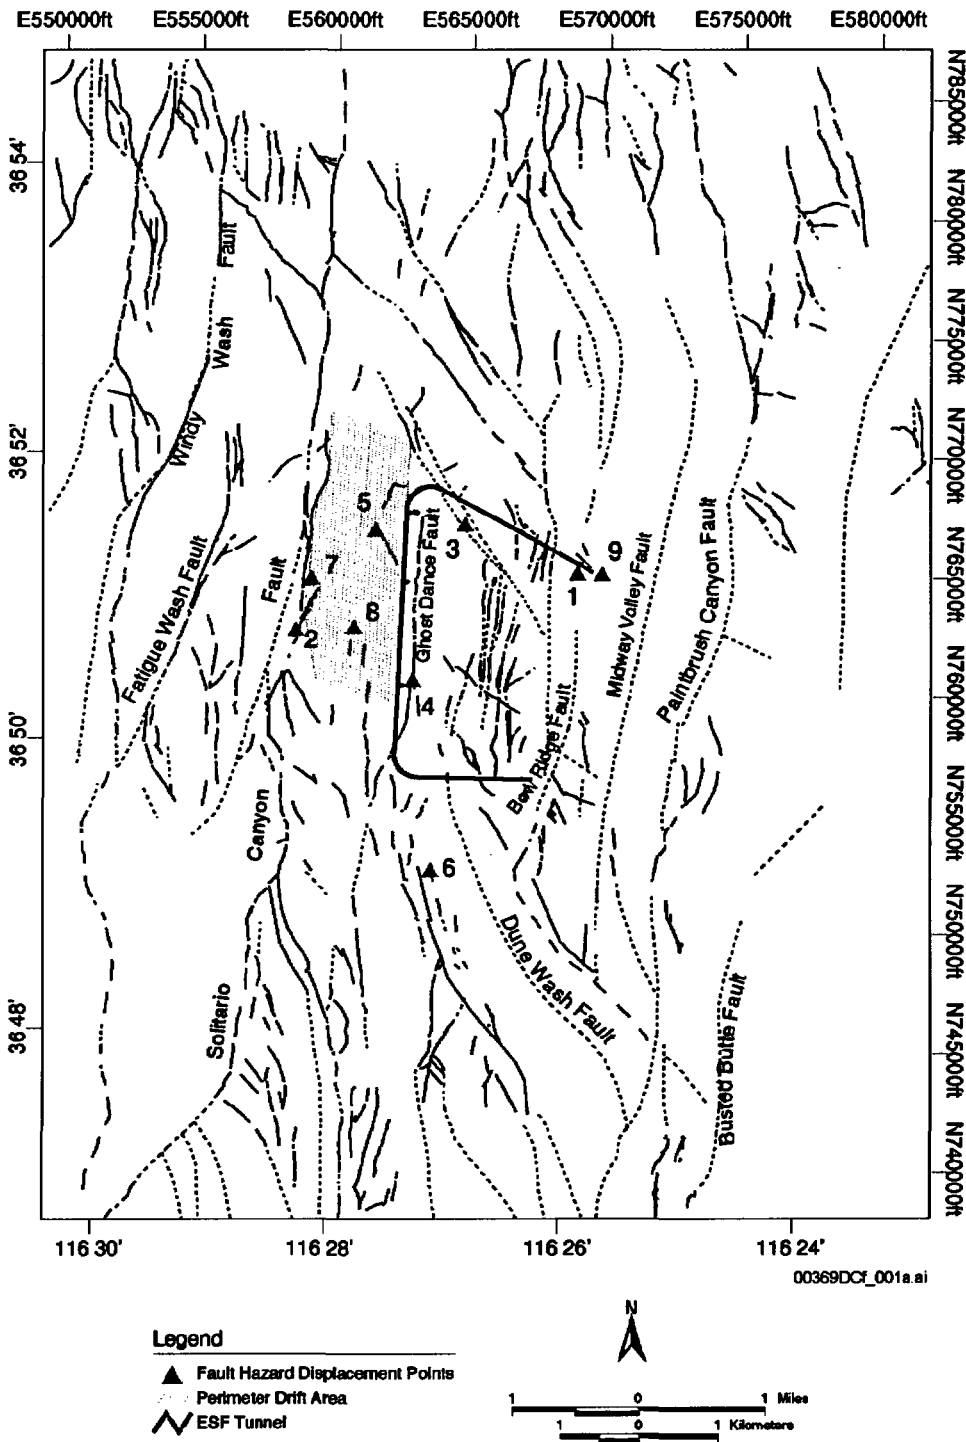 E550000ft E555000ft E560000ft E565000ft E570000ft E575000ft E580000ft
N785000ft
N780000ft
N775000ft
N770000ft
N765000ft
N760000ft
N755000ft
N750000ft
N745000ft
N740000ft
36 54'
36 52'
36 50'
36 48'
Windy Wash Fault
Fatigue Wash Fault
Solitario Canyon Fault
Ghost Dance Fault
Bow Ridge Fault
Midway Valley Fault
Paintbrush Canyon Fault
Dune Wash Fault
Busted Butte Fault
5
3
7
9
1
8
2
4
6
116 30' 116 28' 116 26' 116 24'
00369DCf_001a.ai
N
Legend
Fault Hazard Displacement Points
Perimeter Drift Area
ESF Tunnel
1 0 1 Miles
1 0 1 Kilometers